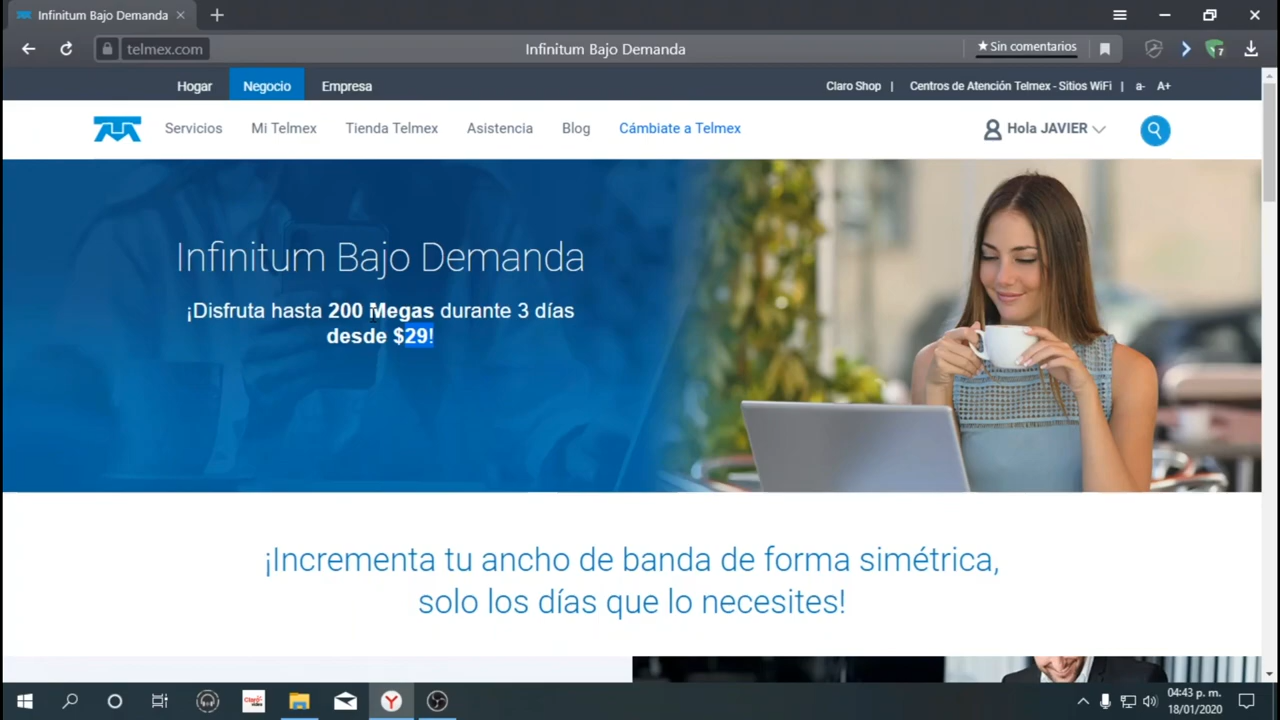 Infinitum Bajo Demanda
telmex.com
Infinitum Bajo Demanda
★Sin comentarios
7
Hogar
Negocio
Empresa
Claro Shop |
Centros de Atención Telmex - Sitios WiFi |
a-
A+
Servicios
Mi Telmex
Tienda Telmex
Asistencia
Blog
Cámbiate a Telmex
Hola JAVIER
Infinitum Bajo Demanda
¡Disfruta hasta 200 Megas durante 3 días
desde $29!
¡Incrementa tu ancho de banda de forma simétrica,
solo los días que lo necesites!
Claro
video
Y
04:43 p. m.
18/01/2020